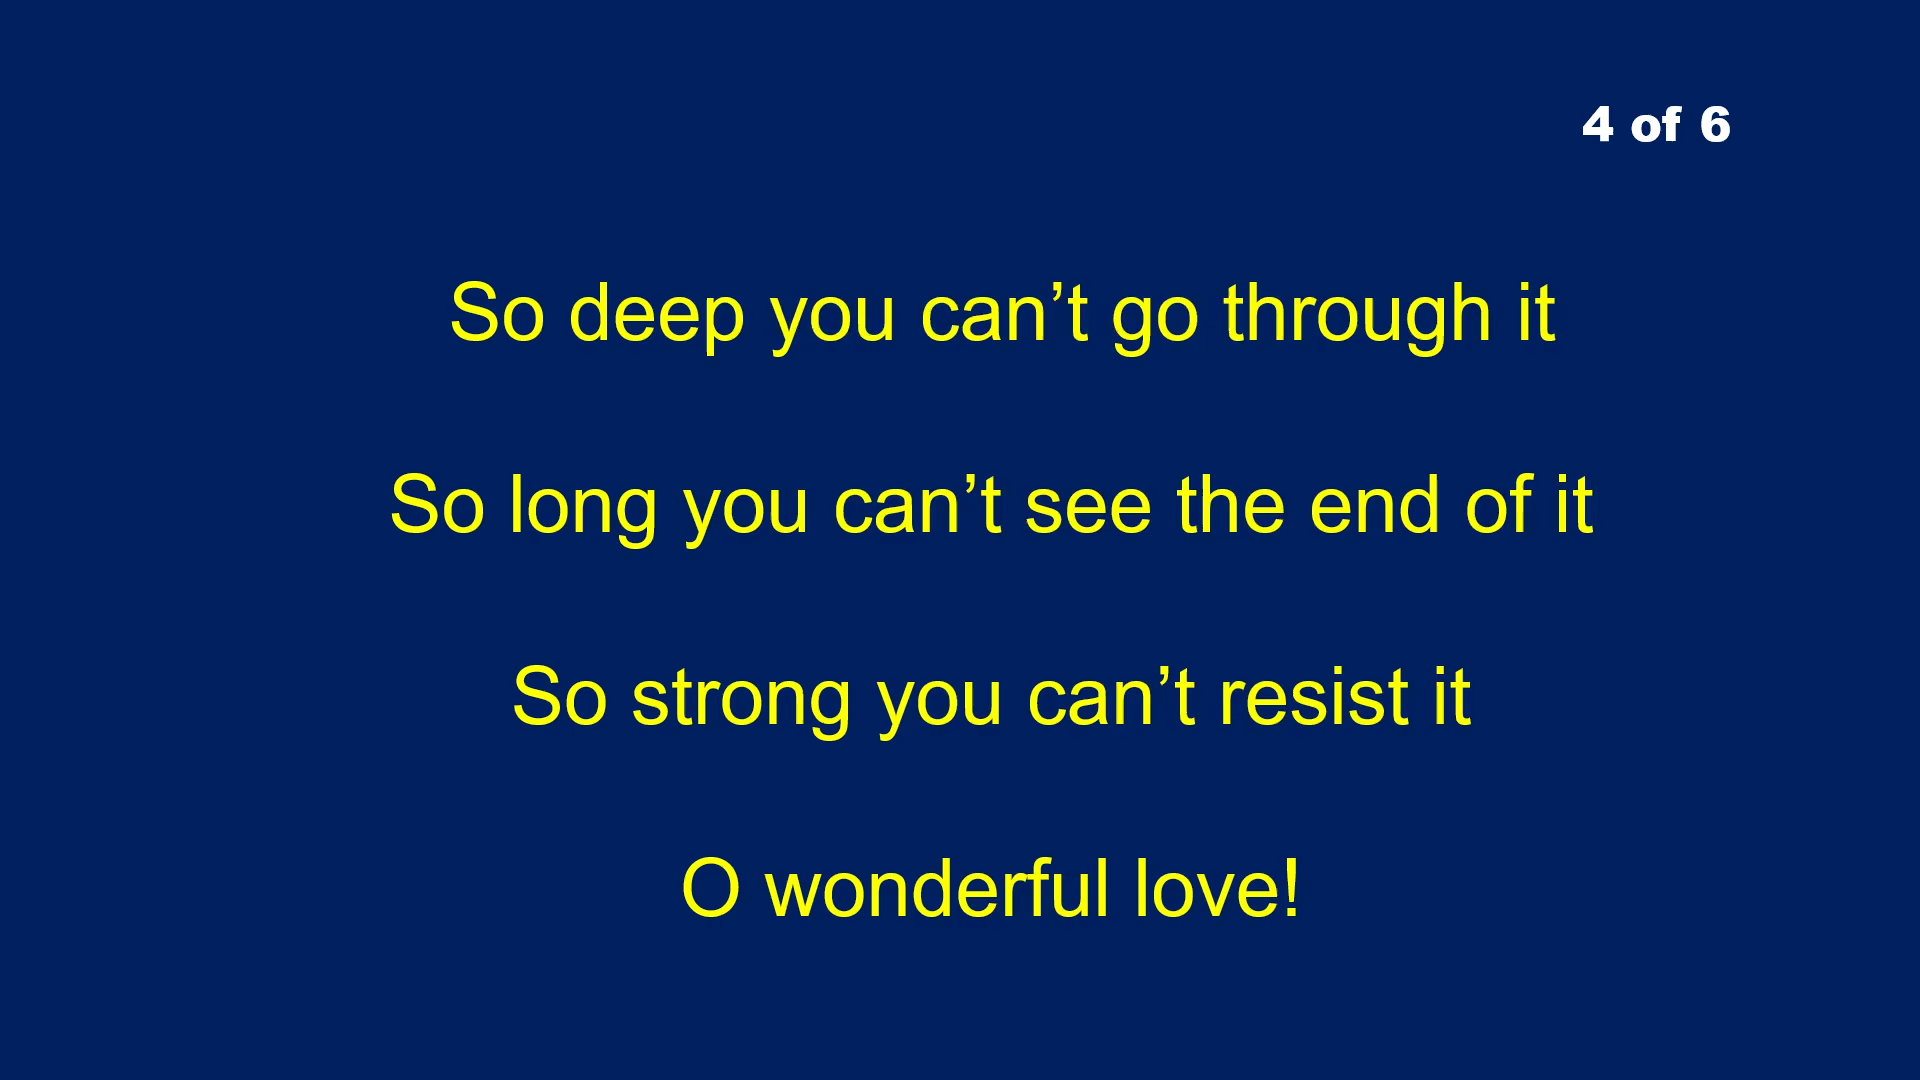 4 of 6
So deep you can’t go through it
So long you can’t see the end of it
So strong you can’t resist it
O wonderful love!